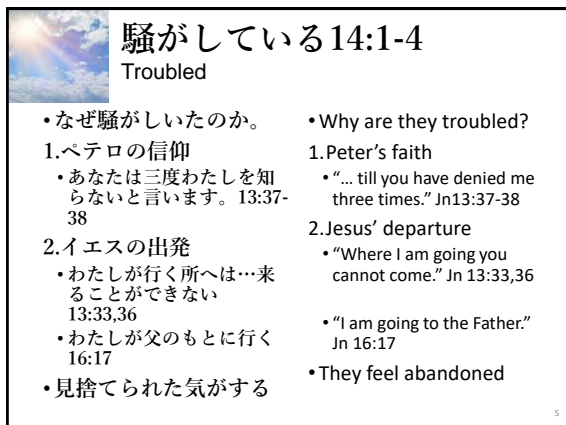 騒がしている14:1-4
Troubled
•なぜ騒がしいたのか。
1.ペテロの信仰
•あなたは三度わたしを知
らないと言います。13:37-
38
2.イエスの出発
•わたしが行く所へは…来
ることができない
13:33,36
•わたしが父のもとに行く
16:17
•見捨てられた気がする
•Why are they troubled?
1.Peter’s faith
•“… till you have denied me
three times.” Jn13:37-38
2.Jesus’ departure
•“Where I am going you
cannot come.” Jn 13:33,36
•“I am going to the Father.”
Jn 16:17
•They feel abandoned
5